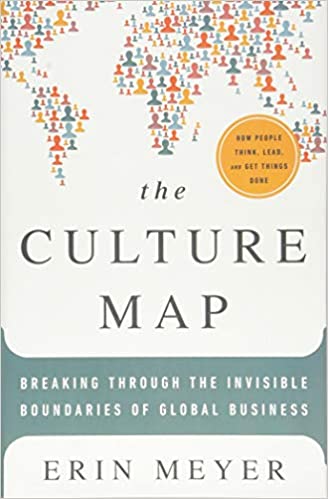 HOW PEOPLE
THINK, LEAD,
AND GET THINGS
DONE
the
CULTURE
MAP
BREAKING THROUGH THE INVISIBLE
BOUNDARIES OF GLOBAL BUSINESS
ERIN MEYER